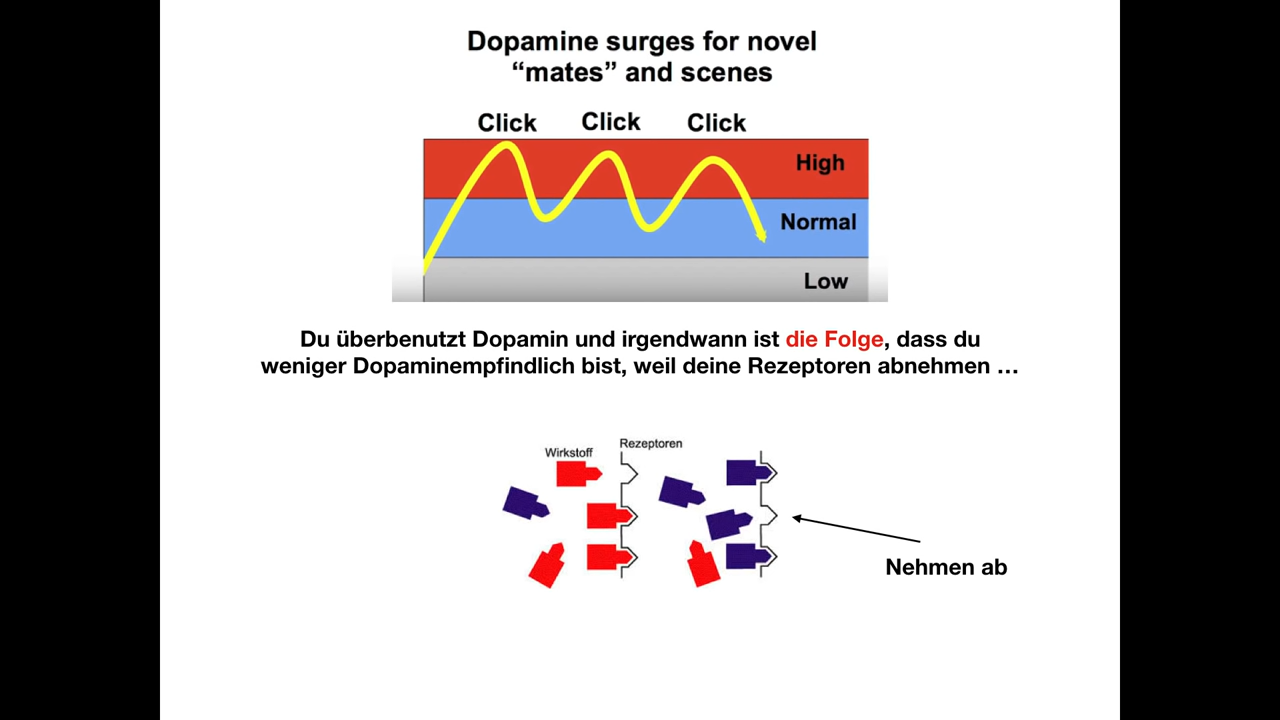 Dopamine surges for novel
“mates” and scenes
Click Click Click
High
Normal
Low
Du überbenutzt Dopamin und irgendwann ist die Folge, dass du
weniger Dopaminempfindlich bist, weil deine Rezeptoren abnehmen …
Wirkstoff
Rezeptoren
Nehmen ab